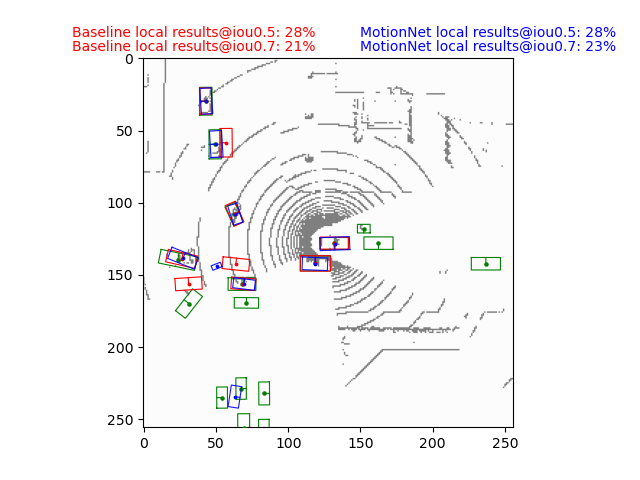 Baseline local results@iou0.5: 28%
MotionNet local results@iou0.5: 28%
Baseline local results@iou0.7: 21%
MotionNet local results@iou0.7: 23%
0
50
100
150
200
250
0 50 100 150 200 250